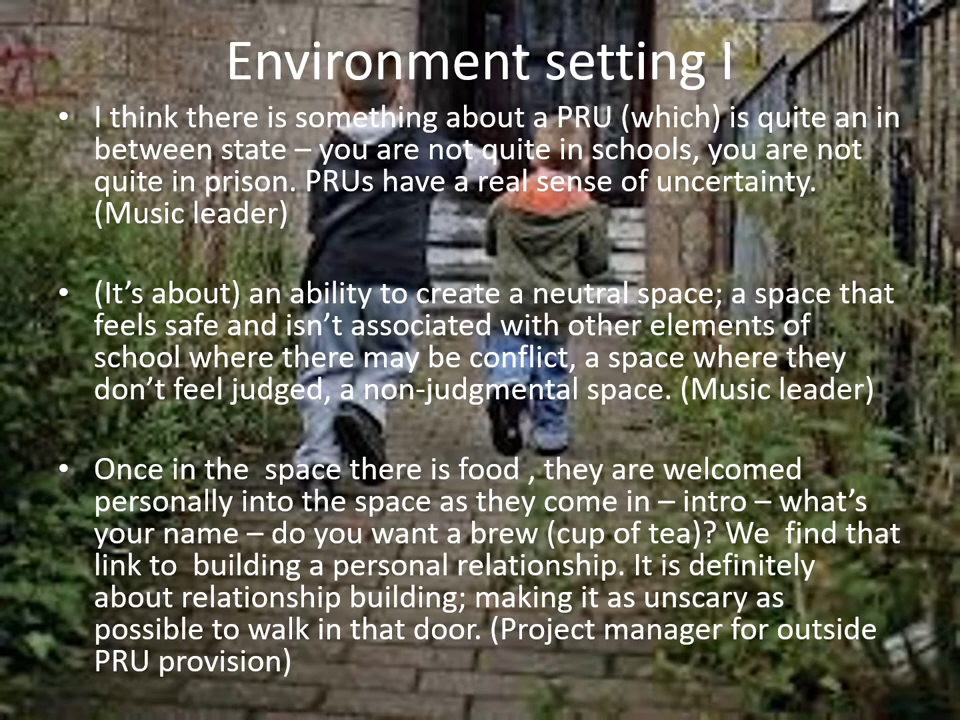 Environment setting I
• I think there is something about a PRU (which) is quite an in
between state – you are not quite in schools, you are not
quite in prison. PRUs have a real sense of uncertainty.
(Music leader)
• (It’s about) an ability to create a neutral space; a space that
feels safe and isn’t associated with other elements of
school where there may be conflict, a space where they
don’t feel judged, a non-judgmental space. (Music leader)
• Once in the  space there is food , they are welcomed
personally into the space as they come in – intro – what’s
your name – do you want a brew (cup of tea)? We  find that
link to  building a personal relationship. It is definitely
about relationship building; making it as unscary as
possible to walk in that door. (Project manager for outside
PRU provision)